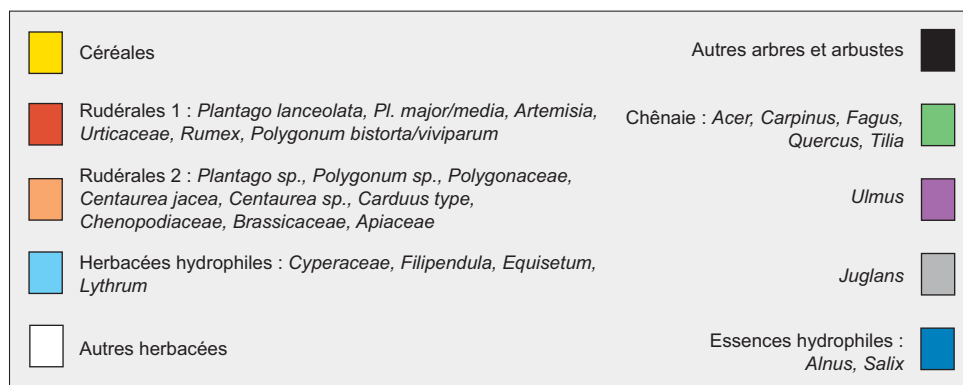 Céréales
Rudérales 1 : Plantago lanceolata, Pl. major/media, Artemisia,
Urticaceae, Rumex, Polygonum bistorta/viviparum
Rudérales 2 : Plantago sp., Polygonum sp., Polygonaceae,
Centaurea jacea, Centaurea sp., Carduus type,
Chenopodiaceae, Brassicaceae, Apiaceae
Herbacées hydrophiles : Cyperaceae, Filipendula, Equisetum,
Lythrum
Autres herbacées
Autres arbres et arbustes
Chênaie : Acer, Carpinus, Fagus,
Quercus, Tilia
Ulmus
Juglans
Essences hydrophiles :
Alnus, Salix